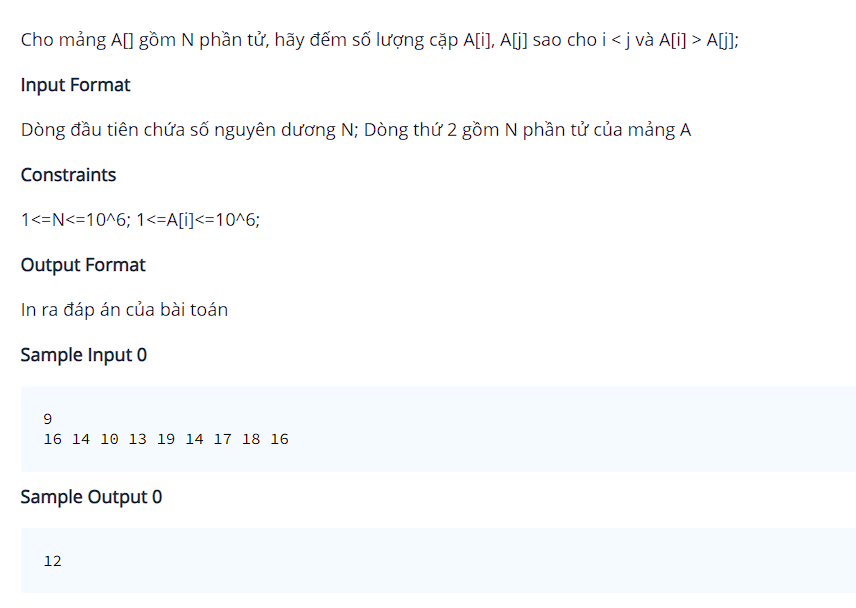 Cho mảng A[] gồm N phần tử, hãy đếm số lượng cặp A[i], A[j] sao cho i < j và A[i] > A[j];
Input Format
Dòng đầu tiên chứa số nguyên dương N; Dòng thứ 2 gồm N phần tử của mảng A
Constraints
1<=N<=10^6; 1<=A[i]<=10^6;
Output Format
In ra đáp án của bài toán
Sample Input 0
9
16 14 10 13 19 14 17 18 16
Sample Output 0
12